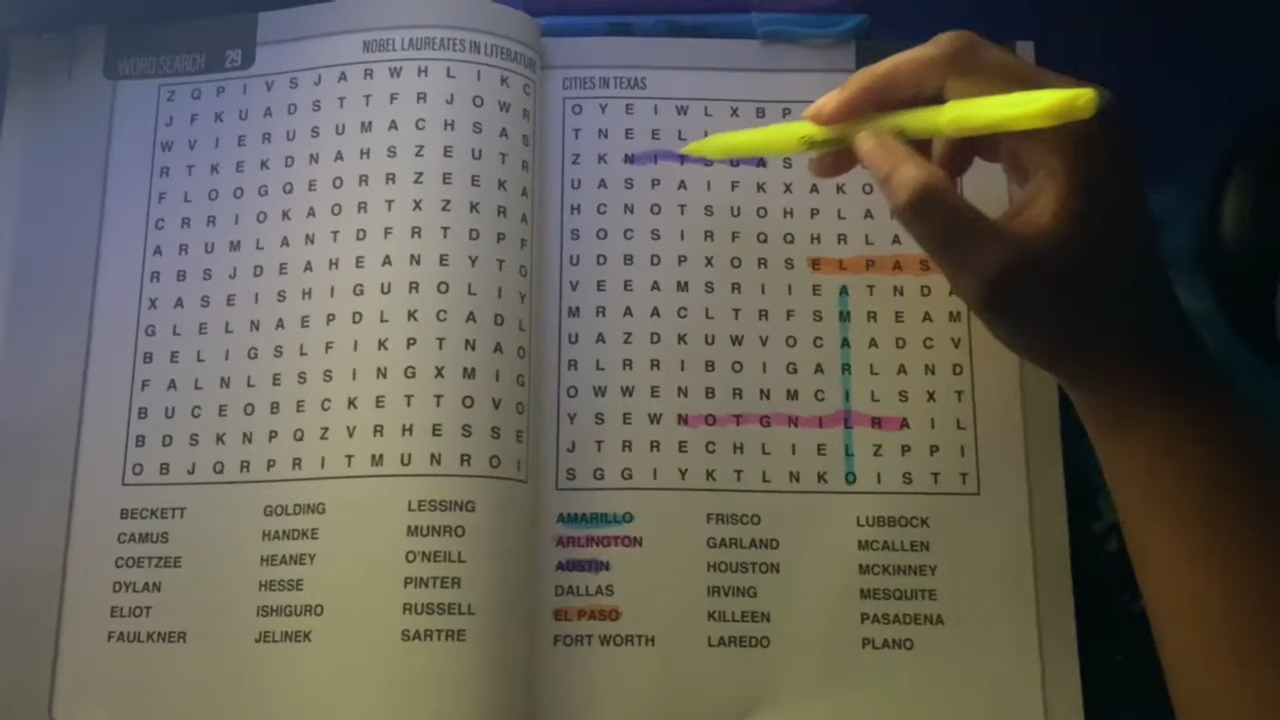 WORD SEARCH 29
NOBEL LAUREATES IN LITERATURE
Z Q P I V S J A R W H L I K C
J F K U A D S T T F R J O W R
W V I E R U S U M A C H S A S
R T K E K D N A H S Z E U T R
F L O O G Q E O R R Z E E K A
C R R I O K A O R T X Z K R A
A R U M L A N T D F R T D P F
R B S J D E A H E A N E Y T O
X A S E I S H I G U R O L I Y
G L E L N A E P D L K C A D L
B E L I G S L F I K P T N A O
F A L N L E S S I N G X M I G
B U C E O B E C K E T T O V O
B D S K N P Q Z V R H E S S E
O B J Q R P R I T M U N R O I
BECKETT GOLDING LESSING
CAMUS HANDKE MUNRO
COETZEE HEANEY O'NEILL
DYLAN HESSE PINTER
ELIOT ISHIGURO RUSSELL
FAULKNER JELINEK SARTRE
CITIES IN TEXAS
O Y E I W L X B P
T N E E L
Z K N I T S U A S
U A S P A I F K X A K O
H C N O T S U O H P L A
S O C S I R F Q Q H R L A
U D B D P X O R S E L P A S
V E E A M S R I I E A T N D
M R A A C L T R F S M R E A M
U A Z D K U W V O C A A D C V
R L R R I B O I G A R L A N D
O W W E N B R N M C I L S X T
Y S E W N O T G N I L R A I L
J T R R E C H L I E L Z P P I
S G G I Y K T L N K O I S T T
AMARILLO FRISCO LUBBOCK
ARLINGTON GARLAND MCALLEN
AUSTIN HOUSTON MCKINNEY
DALLAS IRVING MESQUITE
EL PASO KILLEEN PASADENA
FORT WORTH LAREDO PLANO